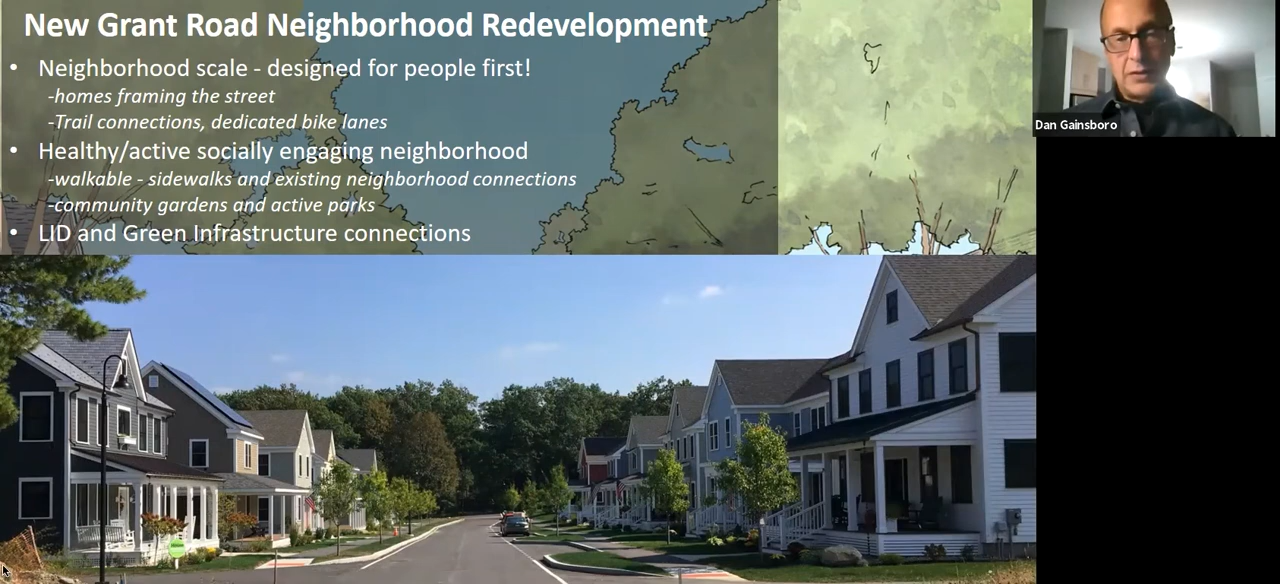 New Grant Road Neighborhood Redevelopment
• Neighborhood scale - designed for people first!
-homes framing the street
-Trail connections, dedicated bike lanes
• Healthy/active socially engaging neighborhood
-walkable - sidewalks and existing neighborhood connections
-community gardens and active parks
• LID and Green Infrastructure connections
Dan Gainsboro